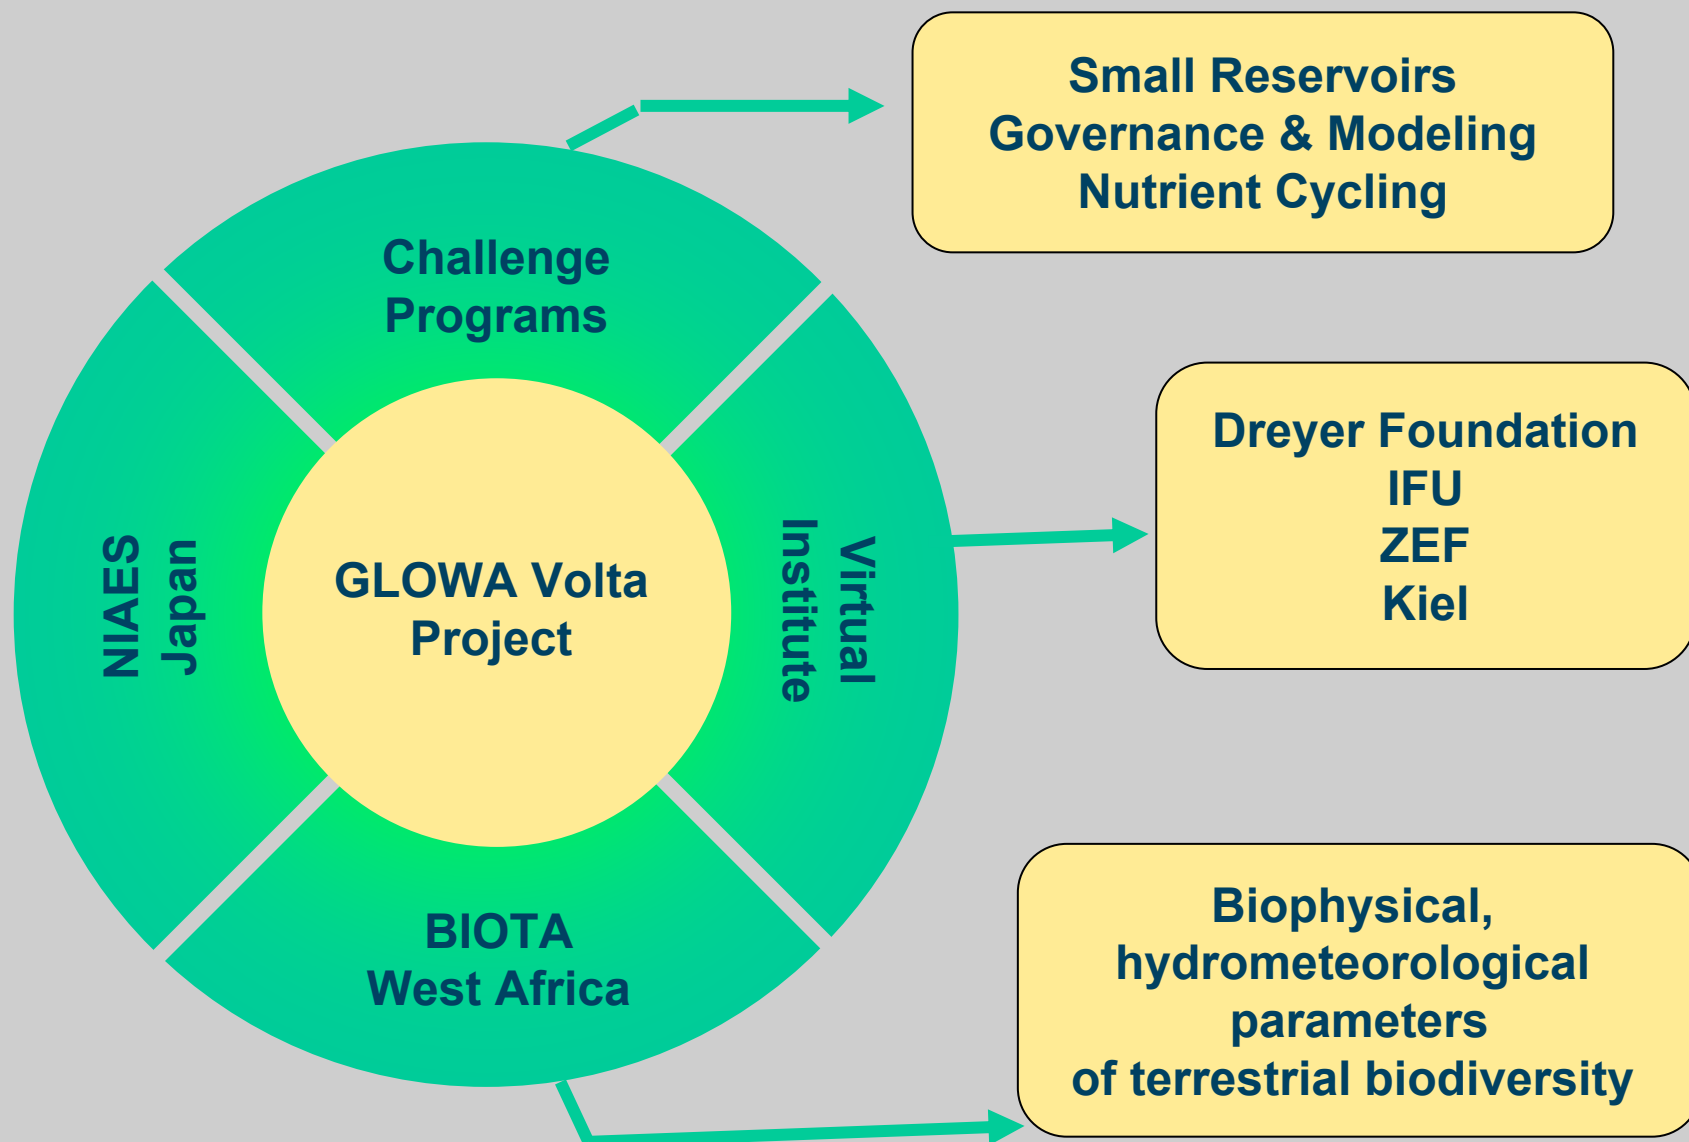 Small Reservoirs
Governance & Modeling
Nutrient Cycling
Challenge
Programs
Dreyer Foundation
IFU
ZEF
Kiel
NIAES
Japan
GLOWA Volta
Project
Virtual
Institute
Biophysical,
hydrometeorological
parameters
of terrestrial biodiversity
BIOTA
West Africa